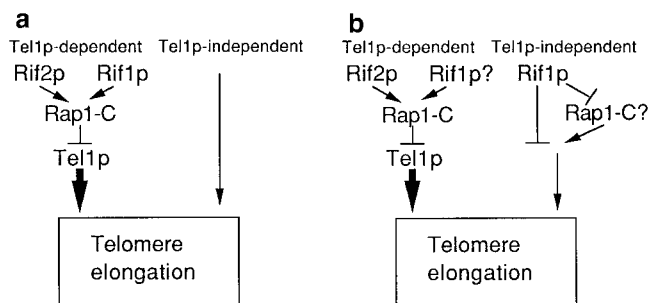 a
Tel1p-dependent Tel1p-independent
Rif2p Rif1p
Rap1-C
Tel1p
Telomere
elongation
b
Tel1p-dependent Tel1p-independent
Rif2p Rif1p? Rif1p
Rap1-C Rap1-C?
Tel1p
Telomere
elongation